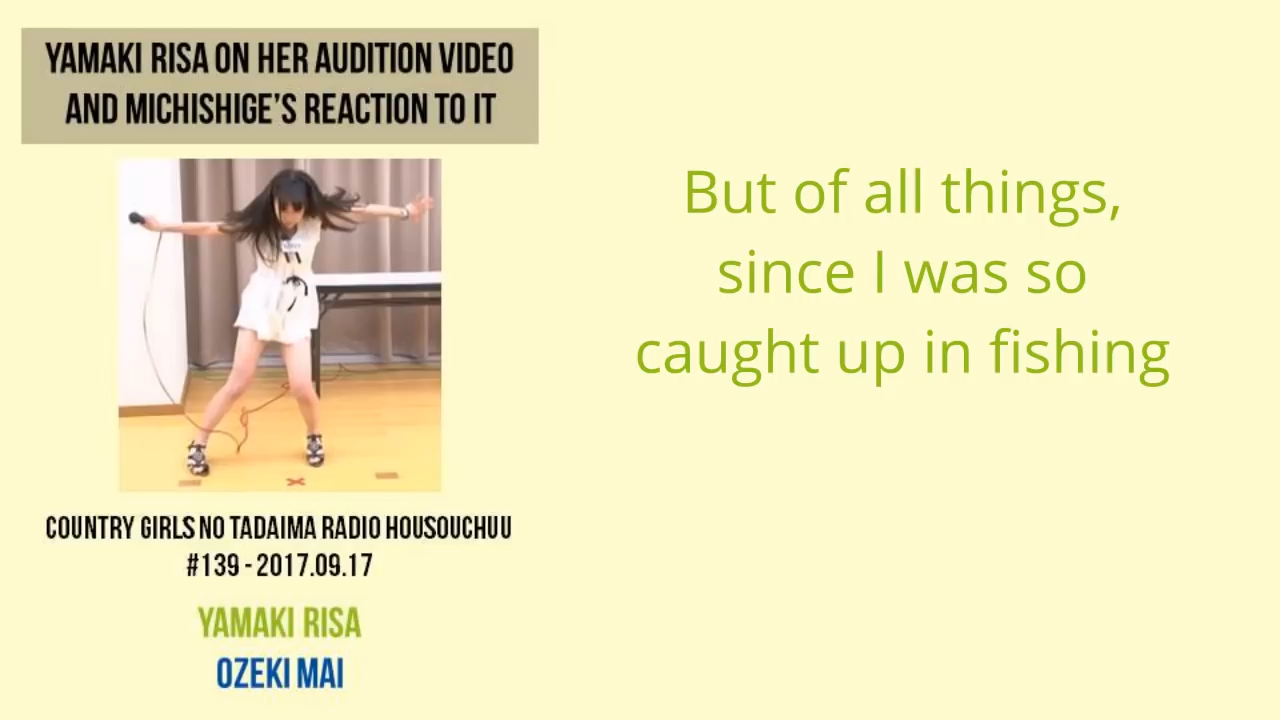 YAMAKI RISA ON HER AUDITION VIDEO
AND MICHISHIGE'S REACTION TO IT
COUNTRY GIRLS NO TADAIMA RADIO HOUSOUCHUU
#139 - 2017.09.17
YAMAKI RISA
OZEKI MAI
But of all things,
since I was so
caught up in fishing